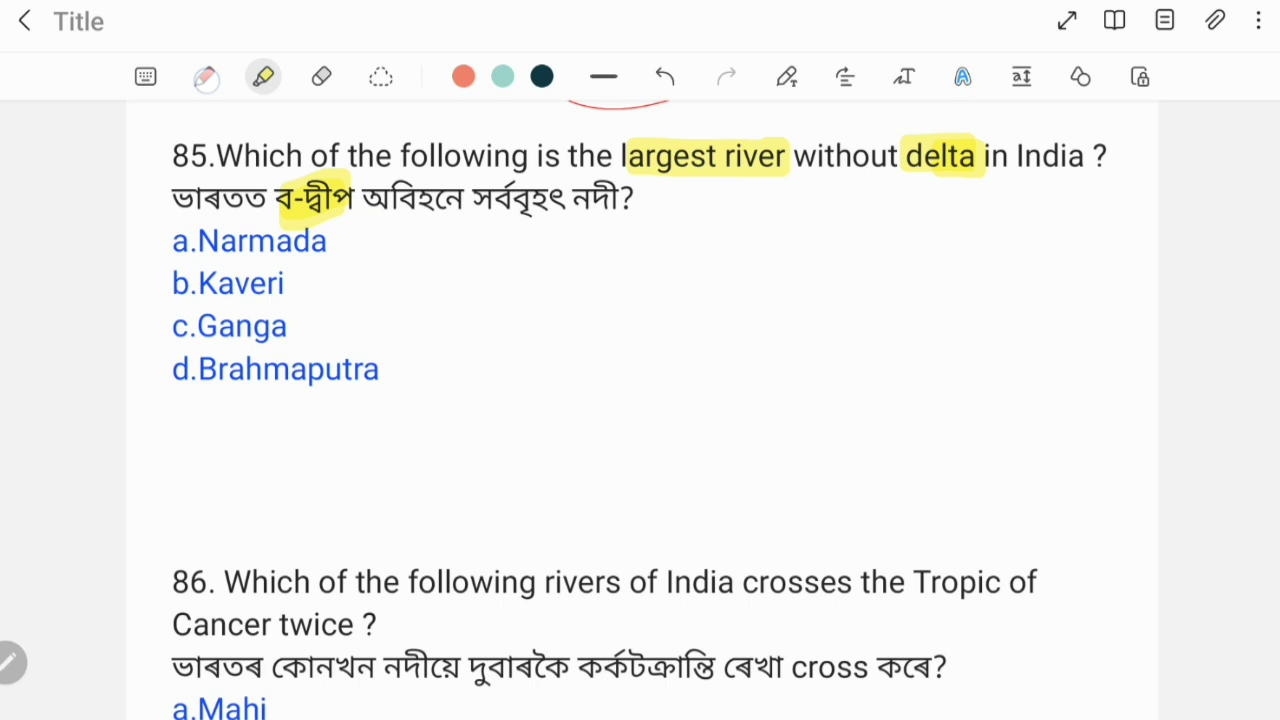 Title
85.Which of the following is the largest river without delta in India ?
ভাৰতত ব-দ্বীপ অবিহনে সৰ্ববৃহৎ নদী?
a.Narmada
b.Kaveri
c.Ganga
d.Brahmaputra
86. Which of the following rivers of India crosses the Tropic of
Cancer twice ?
ভাৰতৰ কোনখন নদীয়ে দুবাৰকৈ কৰ্কটক্ৰান্তি ৰেখা cross কৰে?
a.Mahi